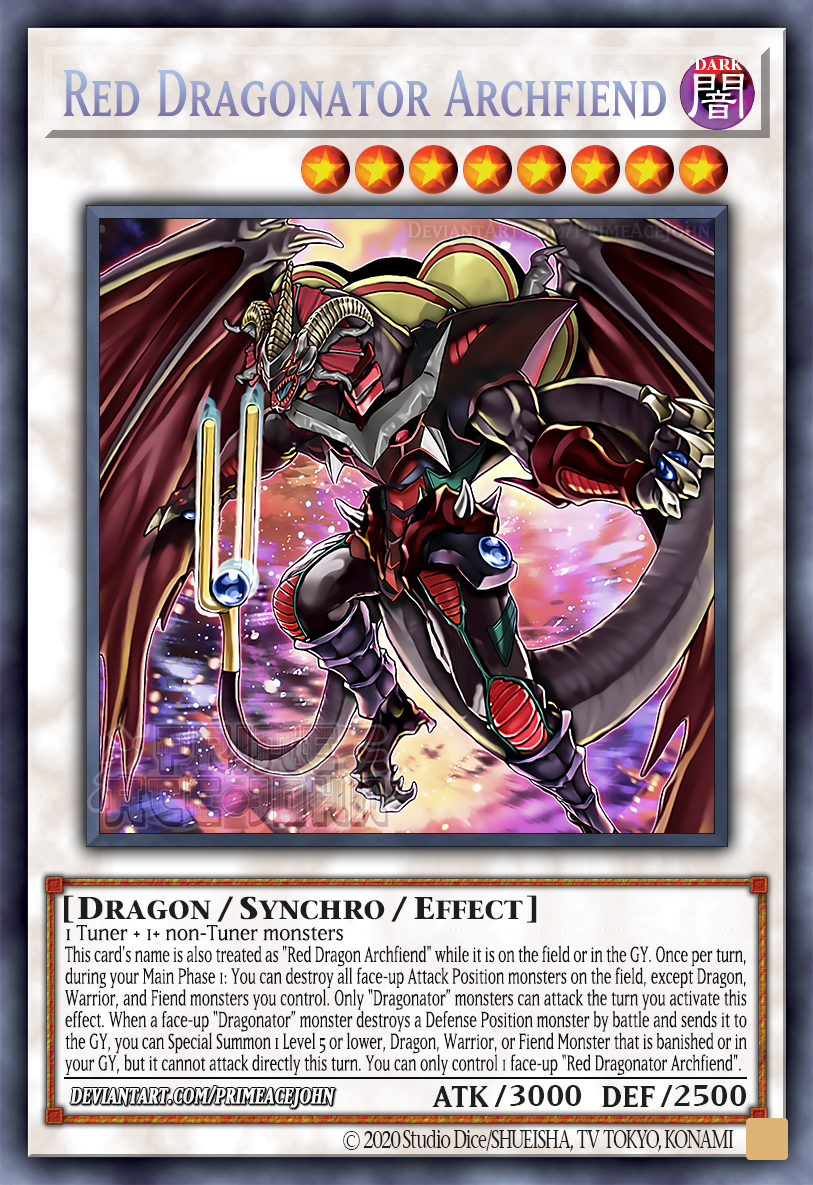 Red Dragonator Archfiend
DARK
闇
DeviantArt.com/PrimeAceJohn
PRIME
ACEJOHN
[Dragon / Synchro / Effect]
1 Tuner + 1+ non-Tuner monsters
This card's name is also treated as "Red Dragon Archfiend" while it is on the field or in the GY. Once per turn,
during your Main Phase 1: You can destroy all face-up Attack Position monsters on the field, except Dragon,
Warrior, and Fiend monsters you control. Only "Dragonator" monsters can attack the turn you activate this
effect. When a face-up "Dragonator" monster destroys a Defense Position monster by battle and sends it to
the GY, you can Special Summon 1 Level 5 or lower, Dragon, Warrior, or Fiend Monster that is banished or in
your GY, but it cannot attack directly this turn. You can only control 1 face-up "Red Dragonator Archfiend".
DEVIANTART.COM/PRIMEACEJOHN ATK/3000 DEF/2500
© 2020 Studio Dice/SHUEISHA, TV TOKYO, KONAMI